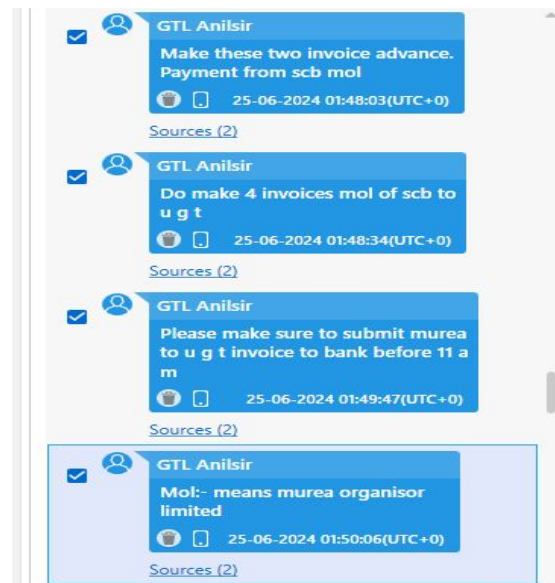 GTL Anilsir
Make these two invoice advance.
Payment from scb mol
25-06-2024 01:48:03(UTC+0)
Sources (2)
GTL Anilsir
Do make 4 invoices mol of scb to
u g t
25-06-2024 01:48:34(UTC+0)
Sources (2)
GTL Anilsir
Please make sure to submit murea
to u g t invoice to bank before 11 a
m
25-06-2024 01:49:47(UTC+0)
Sources (2)
GTL Anilsir
Mol:- means murea organisor
limited
25-06-2024 01:50:06(UTC+0)
Sources (2)